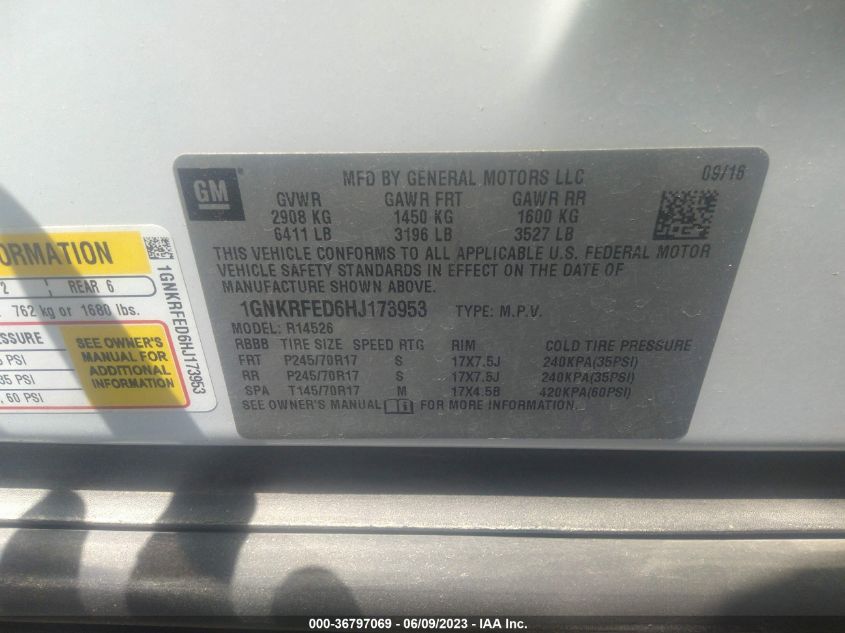 GM
MFD BY GENERAL MOTORS LLC
09/16
GVWR GAWR FRT GAWR RR
2908 KG 1450 KG 1600 KG
6411 LB 3196 LB 3527 LB
THIS VEHICLE CONFORMS TO ALL APPLICABLE U.S. FEDERAL MOTOR
VEHICLE SAFETY STANDARDS IN EFFECT ON THE DATE OF
MANUFACTURE SHOWN ABOVE.
1GNKRFED6HJ173953 TYPE: M.P.V.
MODEL: R14526
RBBB TIRE SIZE SPEED RTG RIM COLD TIRE PRESSURE
FRT P245/70R17 S 17X7.5J 240KPA(35PSI)
RR P245/70R17 S 17X7.5J 240KPA(35PSI)
SPA T145/70R17 M 17X4.5B 420KPA(60PSI)
SEE OWNER'S MANUAL FOR MORE INFORMATION.
ORMATION
2 ; REAR 6
762 kg or 1680 lbs.
SSURE
PSI
35 PSI
, 60 PSI
SEE OWNER'S
MANUAL FOR
ADDITIONAL
INFORMATION
1GNKRFED6HJ173953
000-36797069 - 06/09/2023 - IAA Inc.